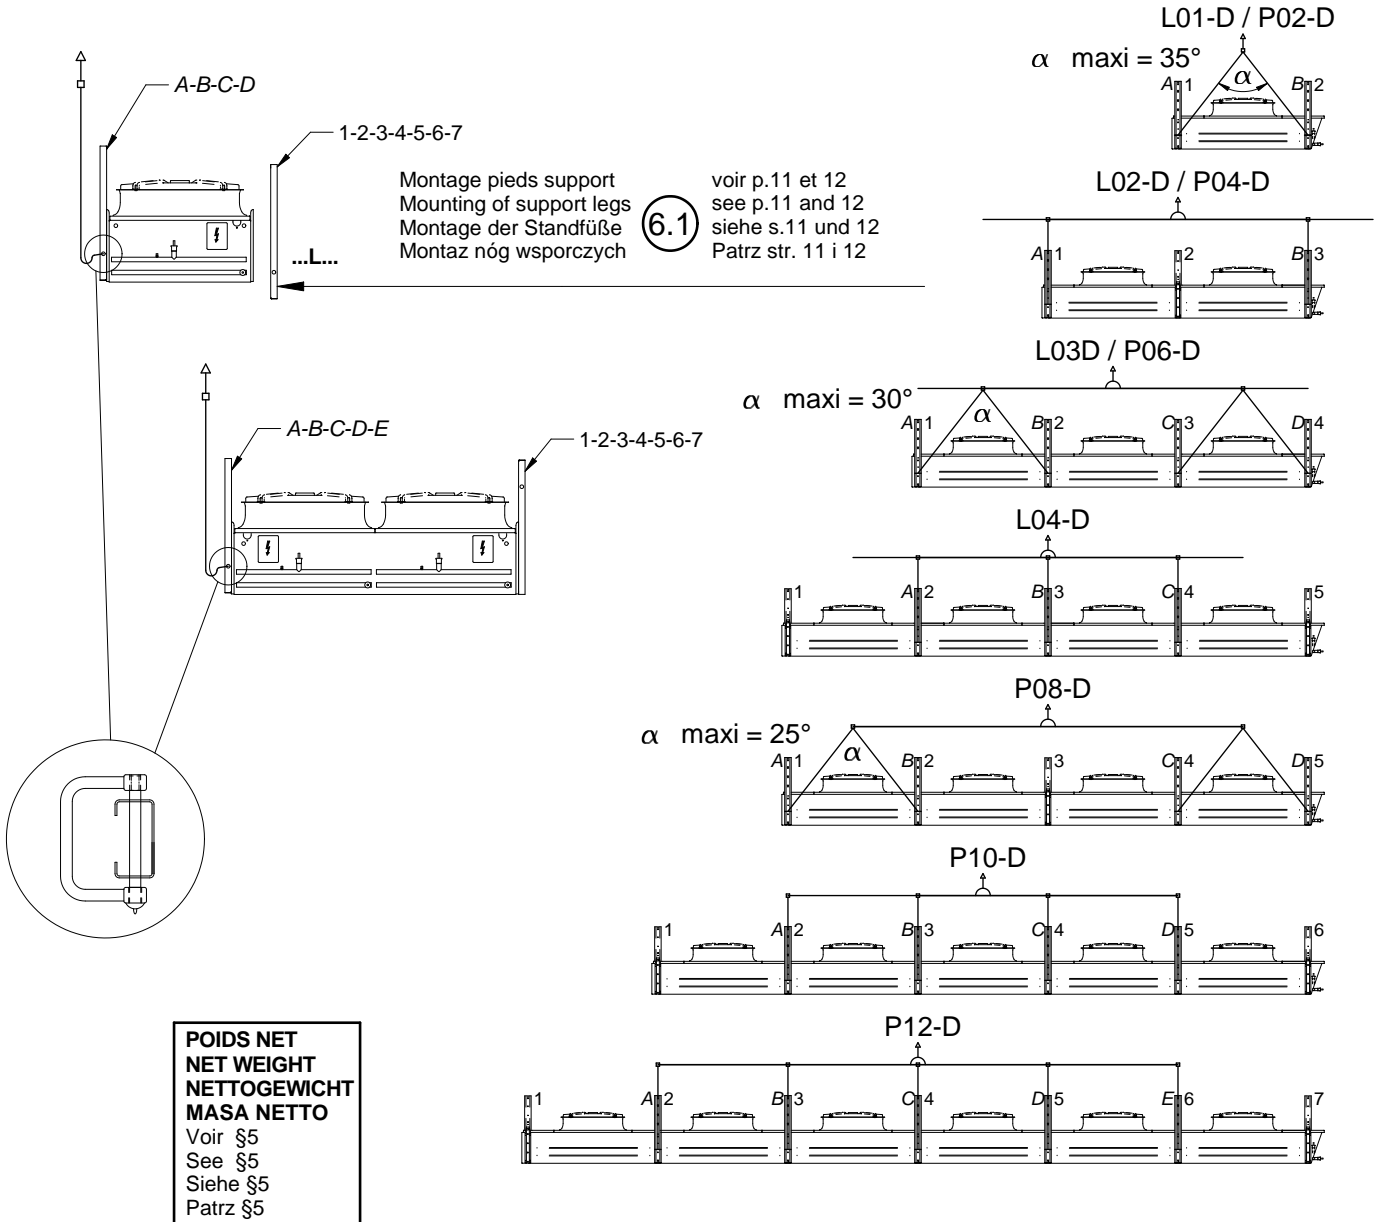 L01-D / P02-D
α maxi = 35°
α
A 1
B 2
A-B-C-D
1-2-3-4-5-6-7
...L...
Montage pieds support
Mounting of support legs
Montage der Standfüße
Montaz nóg wsporczych
6.1
voir p.11 et 12
see p.11 and 12
siehe s.11 und 12
Patrz str. 11 i 12
L02-D / P04-D
A 1
2
B 3
L03D / P06-D
α maxi = 30°
α
A 1
B 2
C 3
D 4
A-B-C-D-E
1-2-3-4-5-6-7
L04-D
1
A 2
B 3
C 4
5
P08-D
α maxi = 25°
α
A 1
B 2
3
C 4
D 5
P10-D
1
A 2
B 3
C 4
D 5
6
P12-D
1
A 2
B 3
C 4
D 5
E 6
7
POIDS NET
NET WEIGHT
NETTOGEWICHT
MASA NETTO
Voir §5
See §5
Siehe §5
Patrz §5